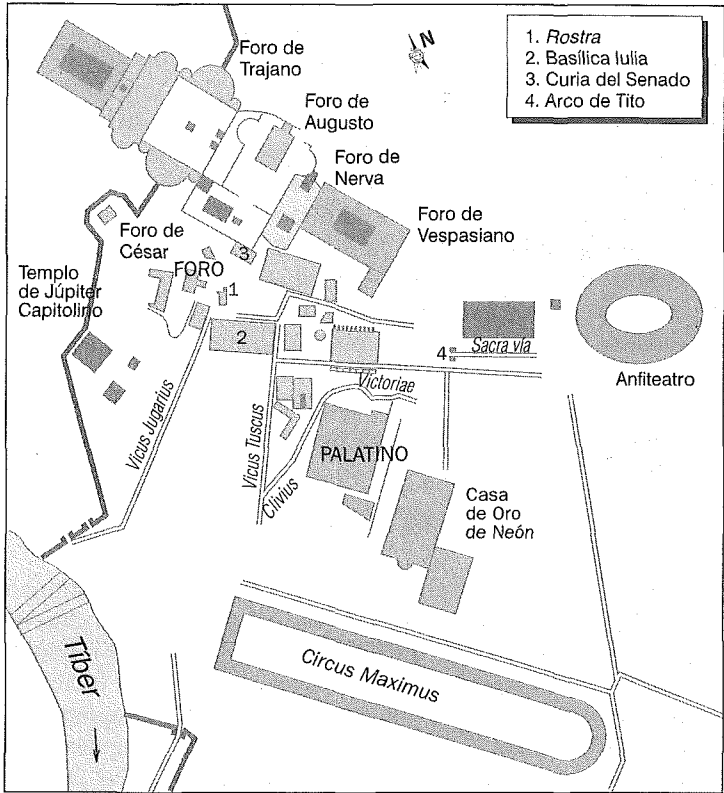 N
1. Rostra
2. Basílica Iulia
3. Curia del Senado
4. Arco de Tito
Foro de
Trajano
Foro de
Augusto
Foro de
Nerva
Foro de
Vespasiano
Foro de
César
3
FORO
1
Templo
de Júpiter
Capitolino
2
4
Sacra via
Anfiteatro
Victoriae
Vicus Jugarius
Vicus Tuscus
Clivius
PALATINO
Casa
de Oro
de Neón
Circus Maximus
Tíber